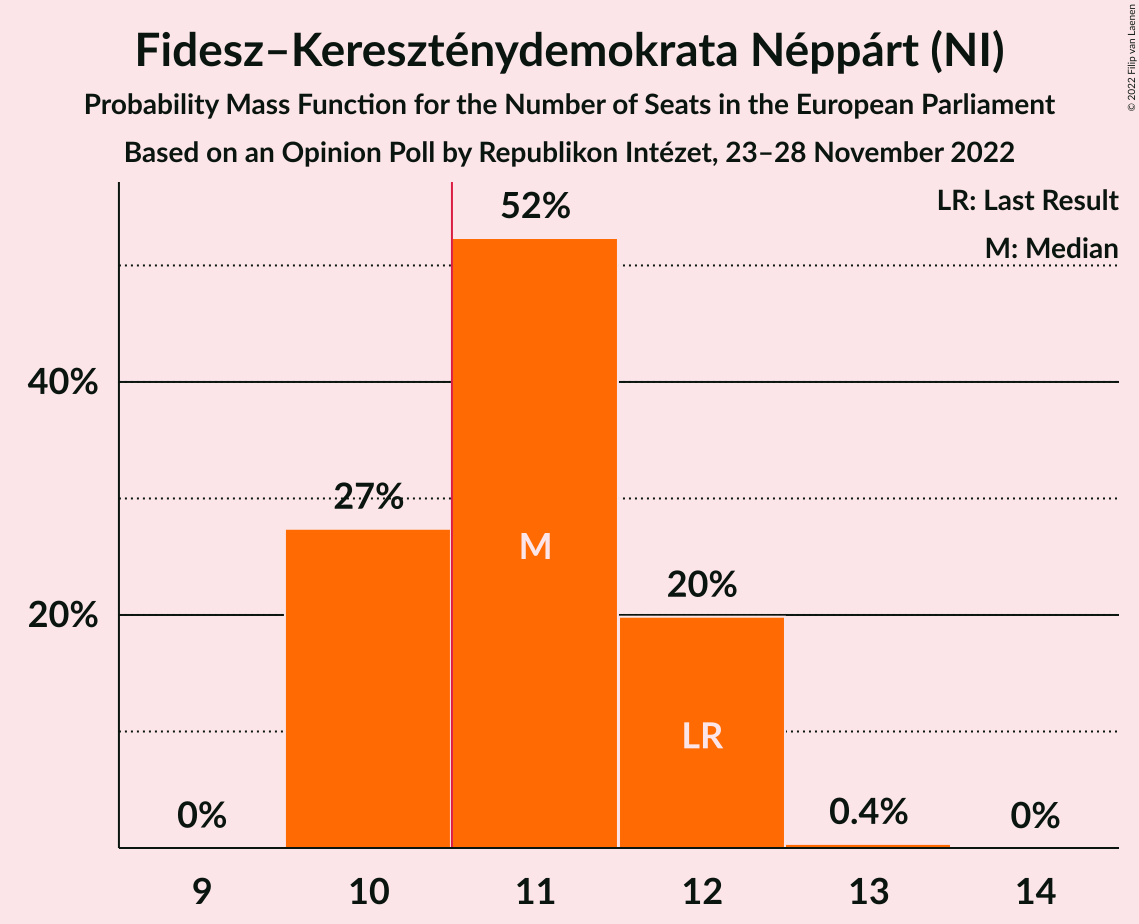 Fidesz–Kereszténydemokrata Néppárt (NI)
Probability Mass Function for the Number of Seats in the European Parliament
Based on an Opinion Poll by Republikon Intézet, 23–28 November 2022
© 2022 Filip van Laenen
LR: Last Result
M: Median
52%
40%
27%
M
20%
20%
LR
0%
0.4%
0%
9 10 11 12 13 14